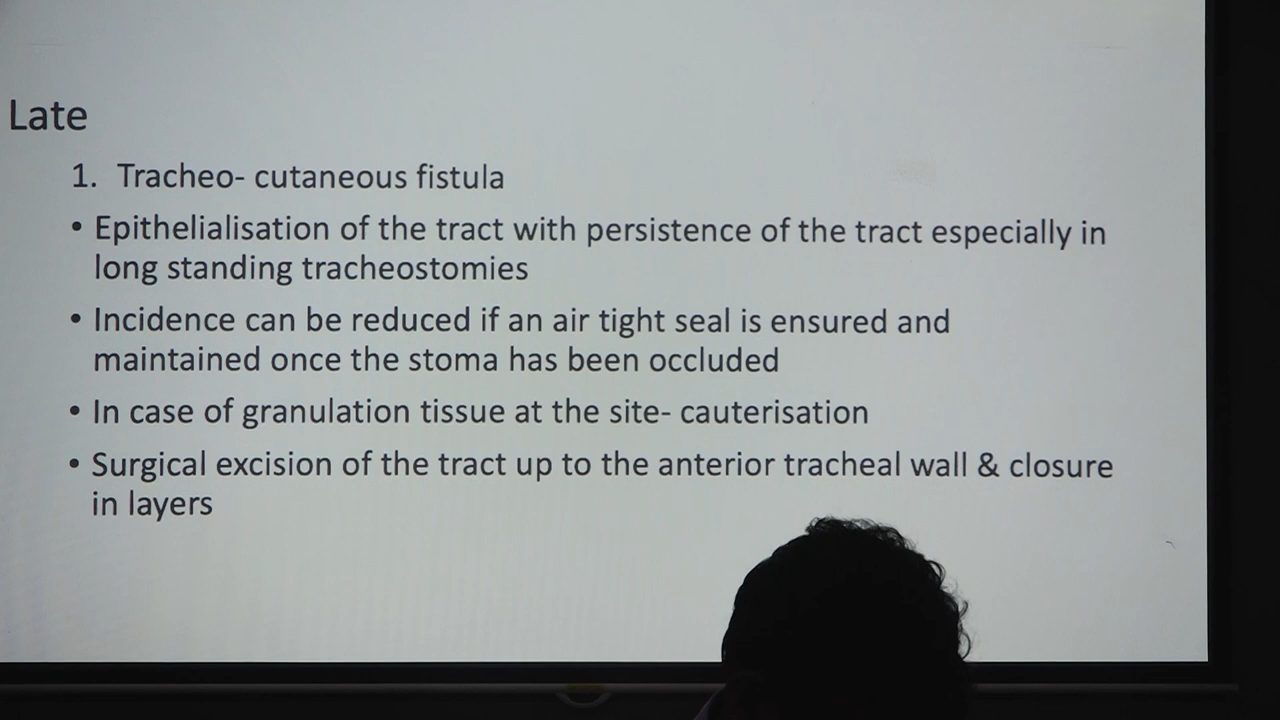 Late
1. Tracheo- cutaneous fistula
• Epithelialisation of the tract with persistence of the tract especially in
long standing tracheostomies
• Incidence can be reduced if an air tight seal is ensured and
maintained once the stoma has been occluded
• In case of granulation tissue at the site- cauterisation
• Surgical excision of the tract up to the anterior tracheal wall & closure
in layers